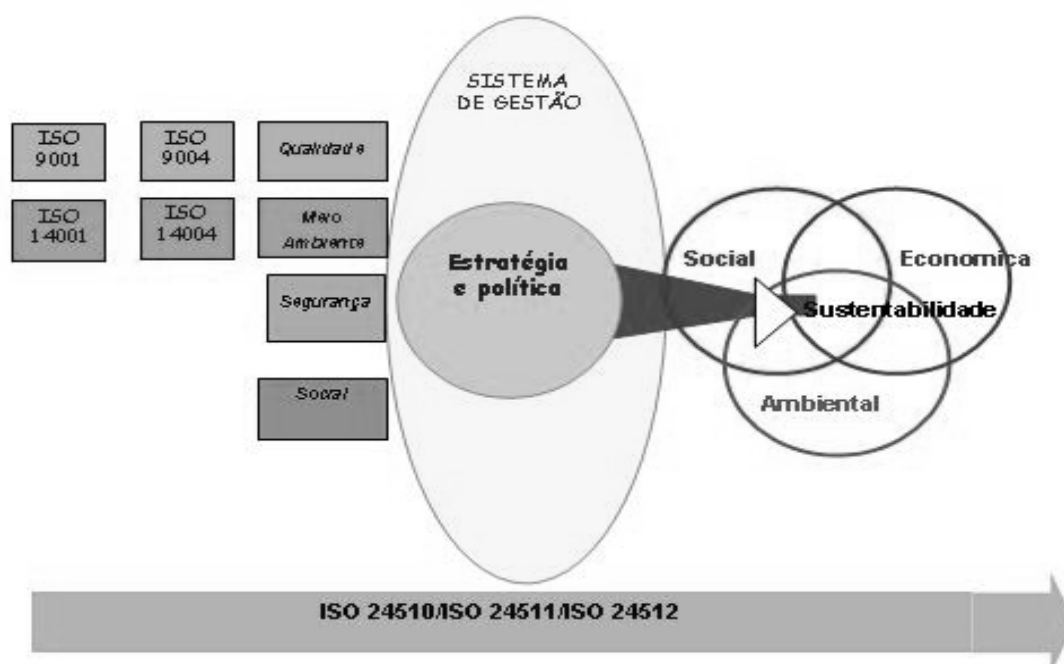 SISTEMA
DE GESTÃO
ISO
9001
ISO
9004
Qualidade
ISO
14001
ISO
14004
Meio
Ambiente
Segurança
Social
Estratégia
e política
Social
Economica
Sustentabilidade
Ambiental
ISO 24510/ISO 24511/ISO 24512